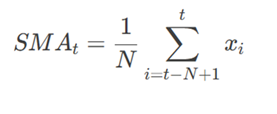 $SMA_t = \frac{1}{N} \sum_{i=t-N+1}^{t} x_i$